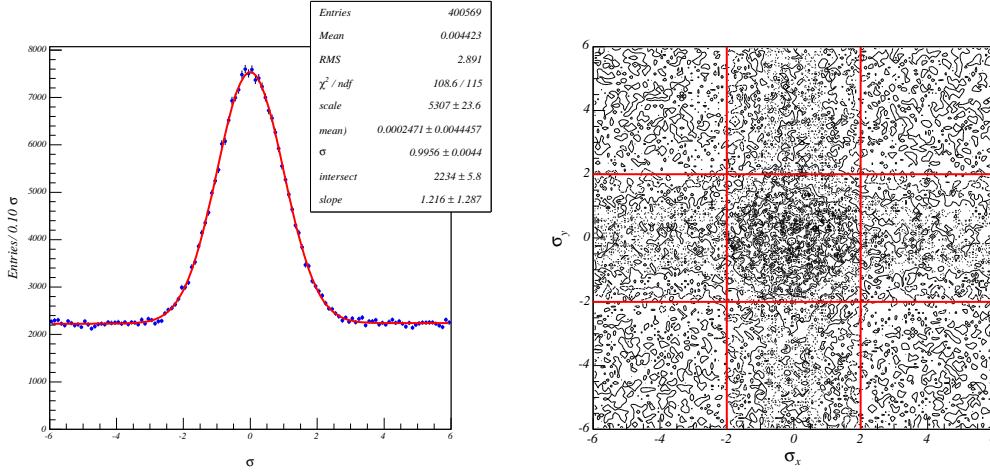 Entries 400569
Mean 0.004423
RMS 2.891
χ² / ndf 108.6 / 115
scale 5307 ± 23.6
mean) 0.0002471 ± 0.0044457
σ 0.9956 ± 0.0044
intersect 2234 ± 5.8
slope 1.216 ± 1.287
8000
7000
6000
5000
4000
3000
2000
1000
0
Entries/ 0.10 σ
-6 -4 -2 0 2 4 6
σ
6
4
2
0
-2
-4
-6
σy
-6 -4 -2 0 2 4 6
σx